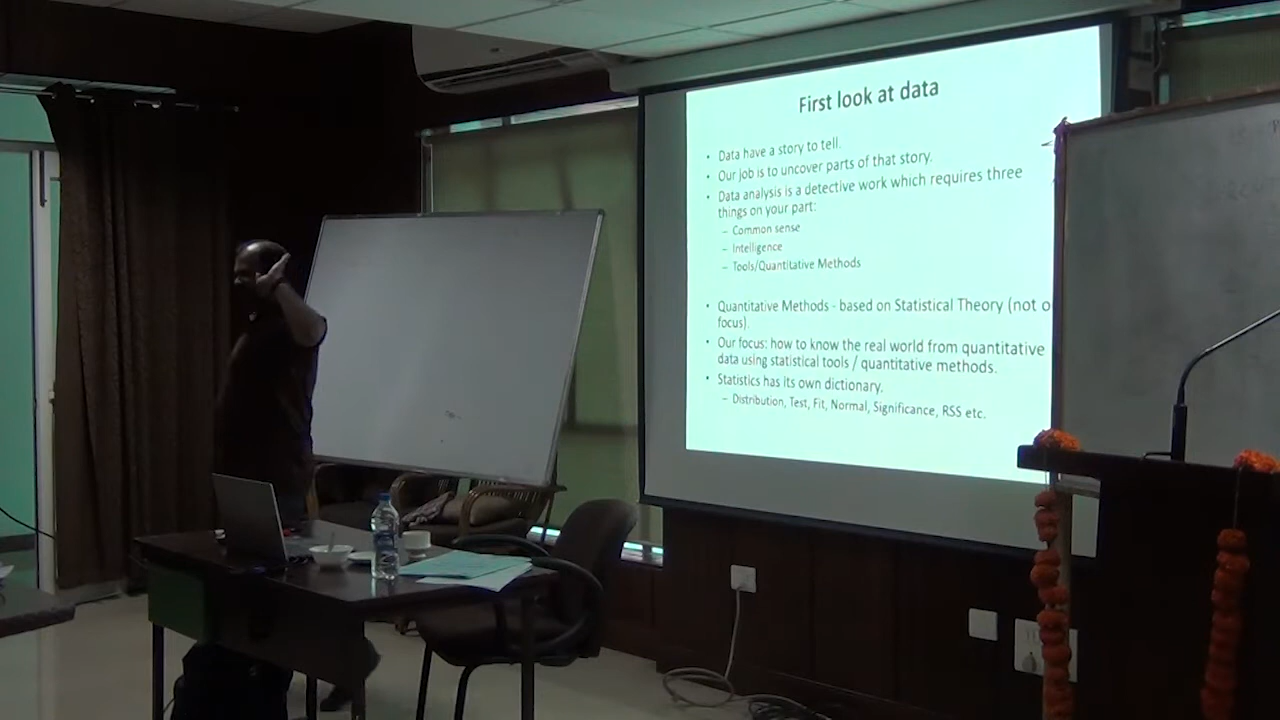 First look at data
• Data have a story to tell.
• Our job is to uncover parts of that story.
• Data analysis is a detective work which requires three
things on your part:
– Common sense
– Intelligence
– Tools/Quantitative Methods
• Quantitative Methods - based on Statistical Theory (not o
focus).
• Our focus: how to know the real world from quantitative
data using statistical tools / quantitative methods.
• Statistics has its own dictionary.
– Distribution, Test, Fit, Normal, Significance, RSS etc.